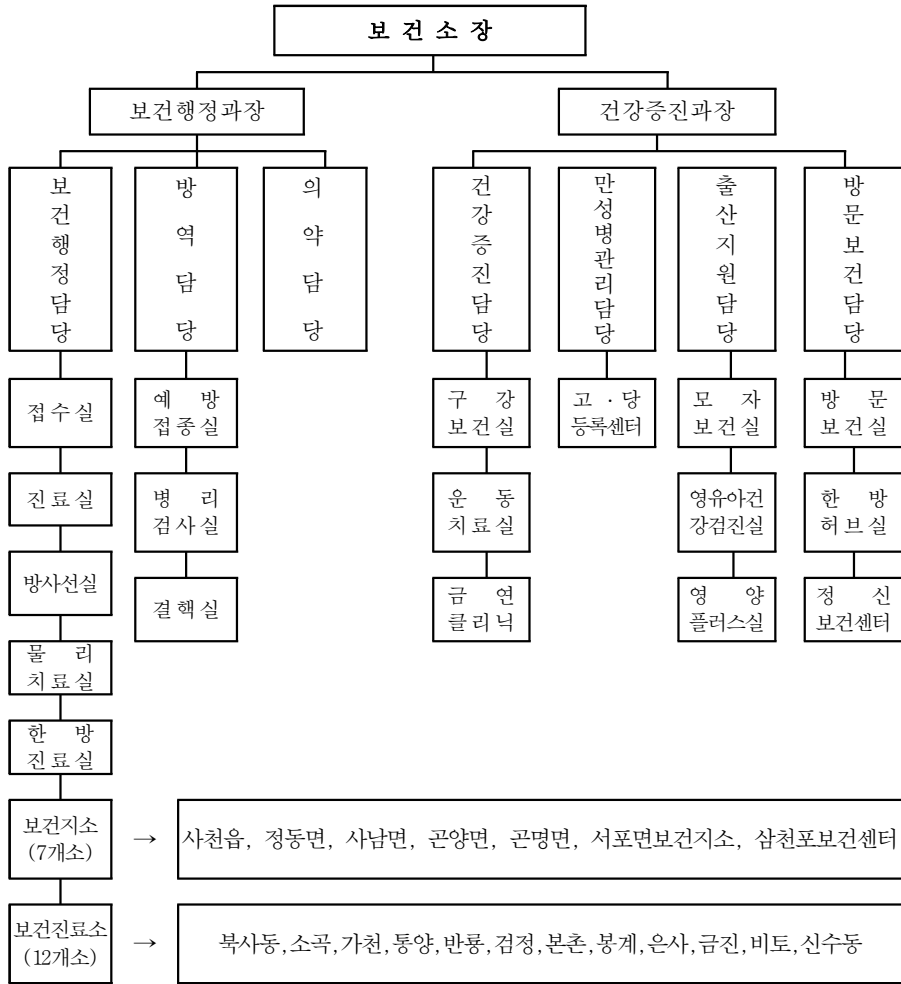 보 건 소 장
보건행정과장
건강증진과장
보건행정담당
방역담당
의약담당
건강증진담당
만성병관리담당
출산지원담당
방문보건담당
접수실
예 방
접종실
구 강
보건실
고 · 당
등록센터
모 자
보건실
방 문
보건실
진료실
병 리
검사실
운 동
치료실
영유아건
강검진실
한 방
허브실
방사선실
결핵실
금 연
클리닉
영 양
플러스실
정 신
보건센터
물 리
치료실
한 방
진료실
보건지소
(7개소)
→
사천읍, 정동면, 사남면, 곤양면, 곤명면, 서포면보건지소, 삼천포보건센터
보건진료소
(12개소)
→
북사동,소곡,가천,통양,반룡,검정,본촌,봉계,은사,금진,비토,신수동